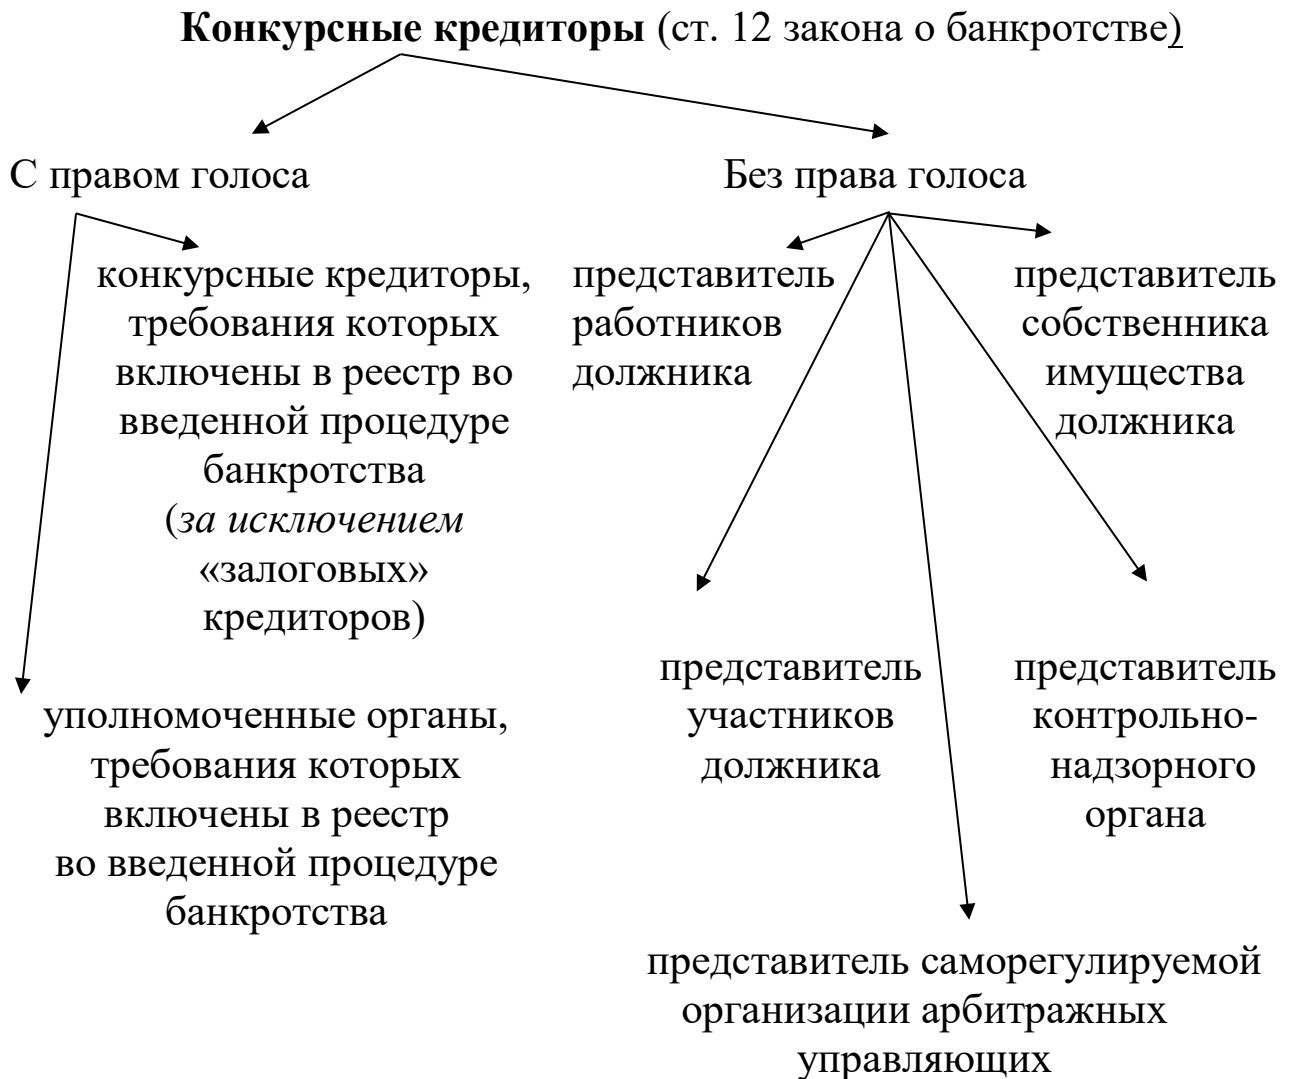 Конкурсные кредиторы (ст. 12 закона о банкротстве)
С правом голоса
Без права голоса
конкурсные кредиторы,
требования которых
включены в реестр во
введенной процедуре
банкротства
(за исключением
«залоговых»
кредиторов)
уполномоченные органы,
требования которых
включены в реестр
во введенной процедуре
банкротства
представитель
работников
должника
представитель
собственника
имущества
должника
представитель
участников
должника
представитель
контрольно-
надзорного
органа
представитель саморегулируемой
организации арбитражных
управляющих